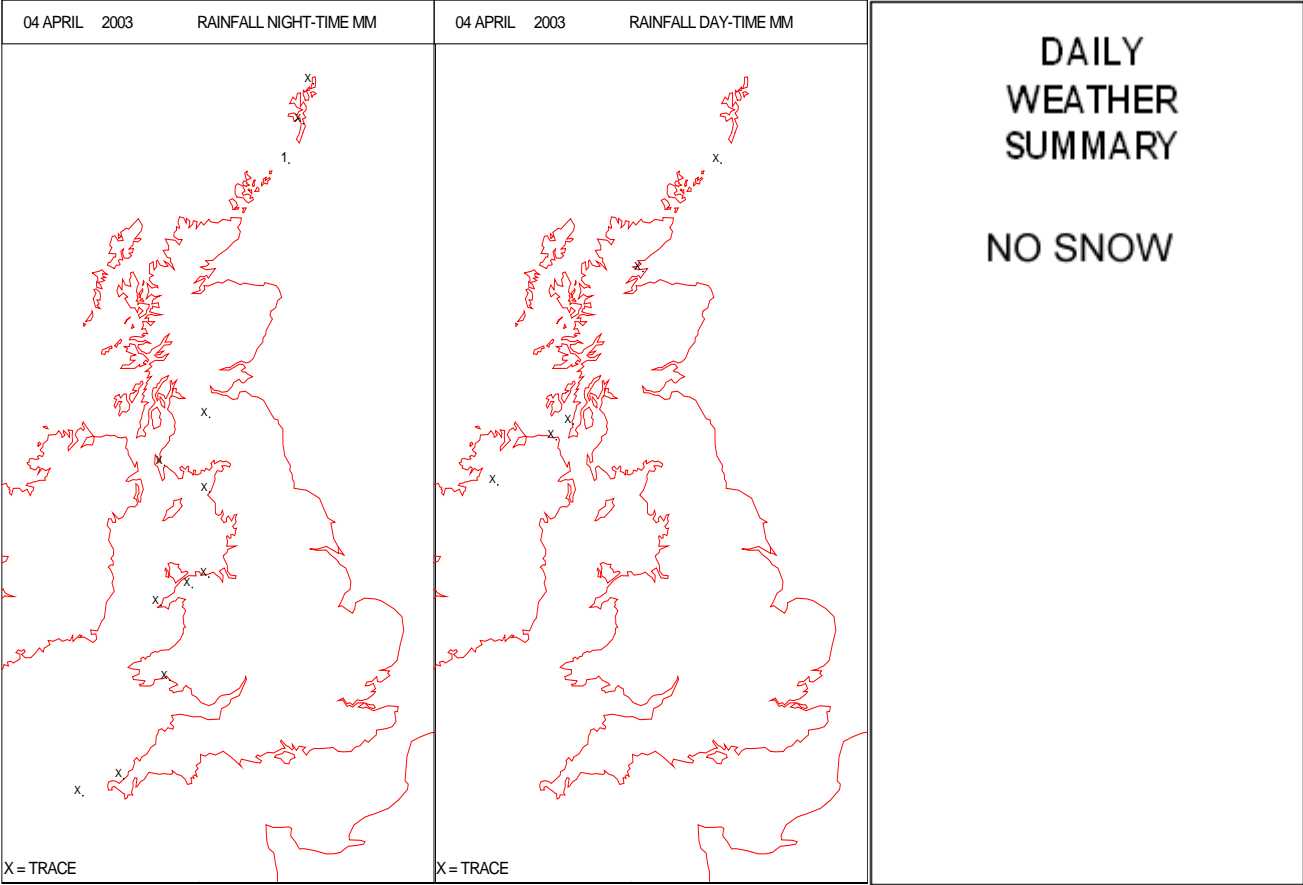 04 APRIL 2003 RAINFALL NIGHT-TIME MM
X.
X.
1.
X.
X.
X.
X.
X.
X.
X.
X.
X.
X = TRACE
04 APRIL 2003 RAINFALL DAY-TIME MM
X.
X.
X.
X.
X.
X = TRACE
DAILY
WEATHER
SUMMARY
NO SNOW